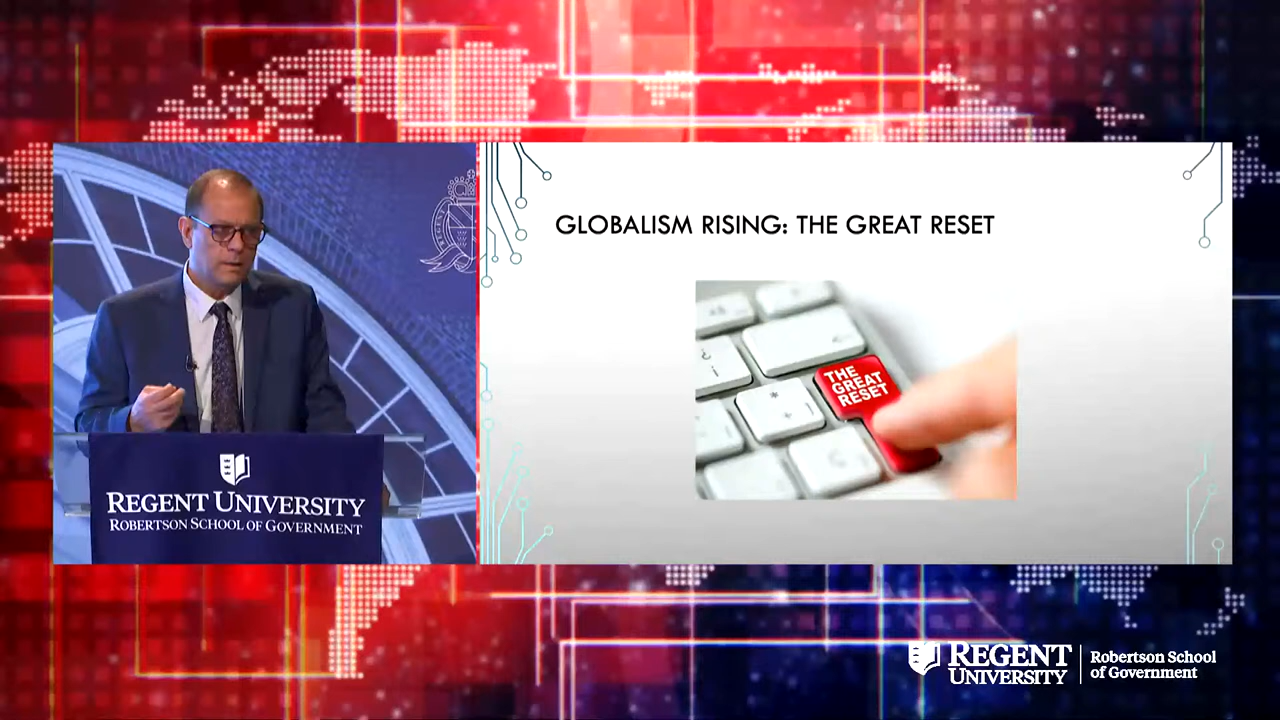 GLOBALISM RISING: THE GREAT RESET
THE
GREAT
RESET
REGENT UNIVERSITY
ROBERTSON SCHOOL OF GOVERNMENT
REGENT
UNIVERSITY
Robertson School
of Government